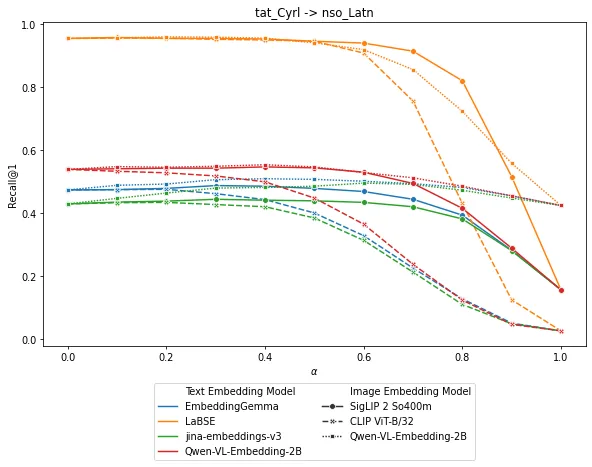 tat_Cyrl -> nso_Latn
Recall@1
1.0
0.8
0.6
0.4
0.2
0.0
0.0 0.2 0.4 0.6 0.8 1.0
α
Text Embedding Model
EmbeddingGemma
LaBSE
jina-embeddings-v3
Qwen-VL-Embedding-2B
Image Embedding Model
SigLIP 2 So400m
CLIP ViT-B/32
Qwen-VL-Embedding-2B